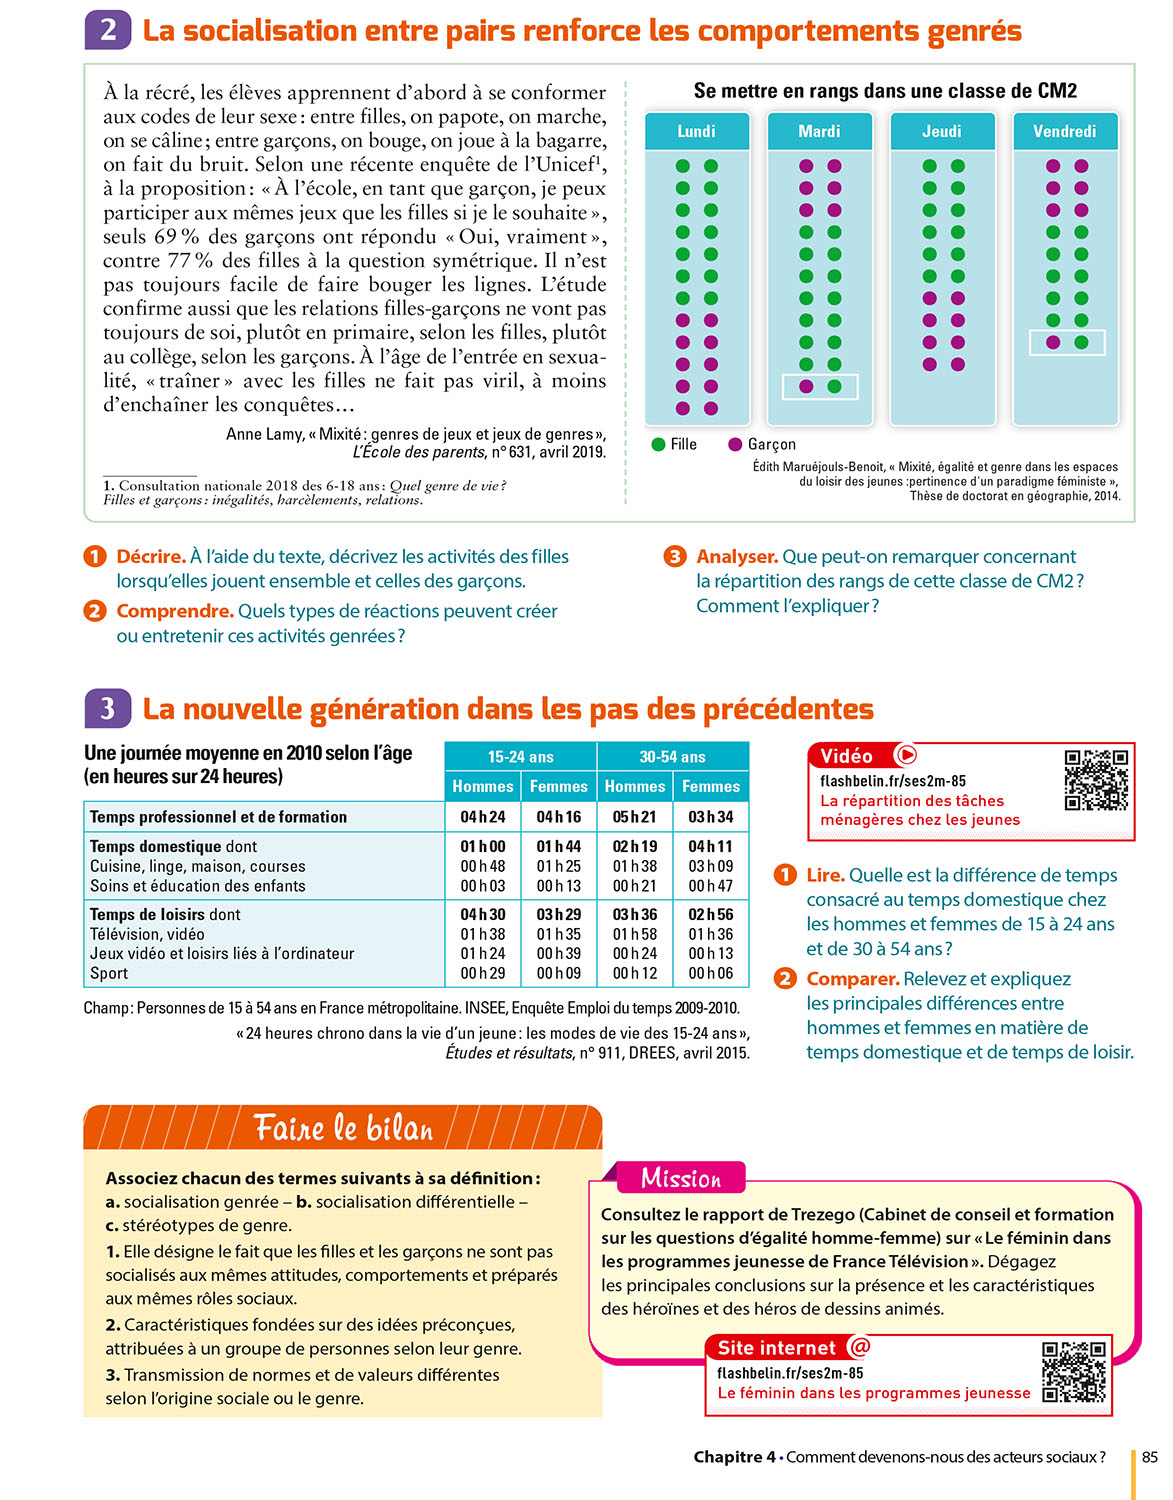 2 La socialisation entre pairs renforce les comportements genrés
À la récré, les élèves apprennent d'abord à se conformer
aux codes de leur sexe : entre filles, on papote, on marche,
on se câline ; entre garçons, on bouge, on joue à la bagarre,
on fait du bruit. Selon une récente enquête de l'Unicef¹,
à la proposition : « À l'école, en tant que garçon, je peux
participer aux mêmes jeux que les filles si je le souhaite »,
seuls 69 % des garçons ont répondu « Oui, vraiment »,
contre 77 % des filles à la question symétrique. Il n'est
pas toujours facile de faire bouger les lignes. L'étude
confirme aussi que les relations filles-garçons ne vont pas
toujours de soi, plutôt en primaire, selon les filles, plutôt
au collège, selon les garçons. À l'âge de l'entrée en sexua-
lité, « traîner » avec les filles ne fait pas viril, à moins
d'enchaîner les conquêtes…
Anne Lamy, « Mixité : genres de jeux et jeux de genres »,
L'École des parents, n° 631, avril 2019.
1. Consultation nationale 2018 des 6-18 ans : Quel genre de vie ?
Filles et garçons : inégalités, harcèlements, relations.
Se mettre en rangs dans une classe de CM2
Lundi Mardi Jeudi Vendredi
Fille Garçon
Édith Maruéjouls-Benoit, « Mixité, égalité et genre dans les espaces
du loisir des jeunes :pertinence d'un paradigme féministe »,
Thèse de doctorat en géographie, 2014.
1 Décrire. À l'aide du texte, décrivez les activités des filles
lorsqu'elles jouent ensemble et celles des garçons.
2 Comprendre. Quels types de réactions peuvent créer
ou entretenir ces activités genrées ?
3 Analyser. Que peut-on remarquer concernant
la répartition des rangs de cette classe de CM2 ?
Comment l'expliquer ?
3 La nouvelle génération dans les pas des précédentes
Une journée moyenne en 2010 selon l'âge
(en heures sur 24 heures)
15-24 ans 30-54 ans
Hommes Femmes Hommes Femmes
Temps professionnel et de formation 04 h 24 04 h 16 05 h 21 03 h 34
Temps domestique dont 01 h 00 01 h 44 02 h 19 04 h 11
Cuisine, linge, maison, courses 00 h 48 01 h 25 01 h 38 03 h 09
Soins et éducation des enfants 00 h 03 00 h 13 00 h 21 00 h 47
Temps de loisirs dont 04 h 30 03 h 29 03 h 36 02 h 56
Télévision, vidéo 01 h 38 01 h 35 01 h 58 01 h 36
Jeux vidéo et loisirs liés à l'ordinateur 01 h 24 00 h 39 00 h 24 00 h 13
Sport 00 h 29 00 h 09 00 h 12 00 h 06
Champ : Personnes de 15 à 54 ans en France métropolitaine. INSEE, Enquête Emploi du temps 2009-2010.
« 24 heures chrono dans la vie d'un jeune : les modes de vie des 15-24 ans »,
Études et résultats, n° 911, DREES, avril 2015.
Vidéo
flashbelin.fr/ses2m-85
La répartition des tâches
ménagères chez les jeunes
1 Lire. Quelle est la différence de temps
consacré au temps domestique chez
les hommes et femmes de 15 à 24 ans
et de 30 à 54 ans ?
2 Comparer. Relevez et expliquez
les principales différences entre
hommes et femmes en matière de
temps domestique et de temps de loisir.
Faire le bilan
Associez chacun des termes suivants à sa définition :
a. socialisation genrée – b. socialisation différentielle –
c. stéréotypes de genre.
1. Elle désigne le fait que les filles et les garçons ne sont pas
socialisés aux mêmes attitudes, comportements et préparés
aux mêmes rôles sociaux.
2. Caractéristiques fondées sur des idées préconçues,
attribuées à un groupe de personnes selon leur genre.
3. Transmission de normes et de valeurs différentes
selon l'origine sociale ou le genre.
Mission
Consultez le rapport de Trezego (Cabinet de conseil et formation
sur les questions d'égalité homme-femme) sur « Le féminin dans
les programmes jeunesse de France Télévision ». Dégagez
les principales conclusions sur la présence et les caractéristiques
des héroïnes et des héros de dessins animés.
Site internet @
flashbelin.fr/ses2m-85
Le féminin dans les programmes jeunesse
Chapitre 4 • Comment devenons-nous des acteurs sociaux ? 85